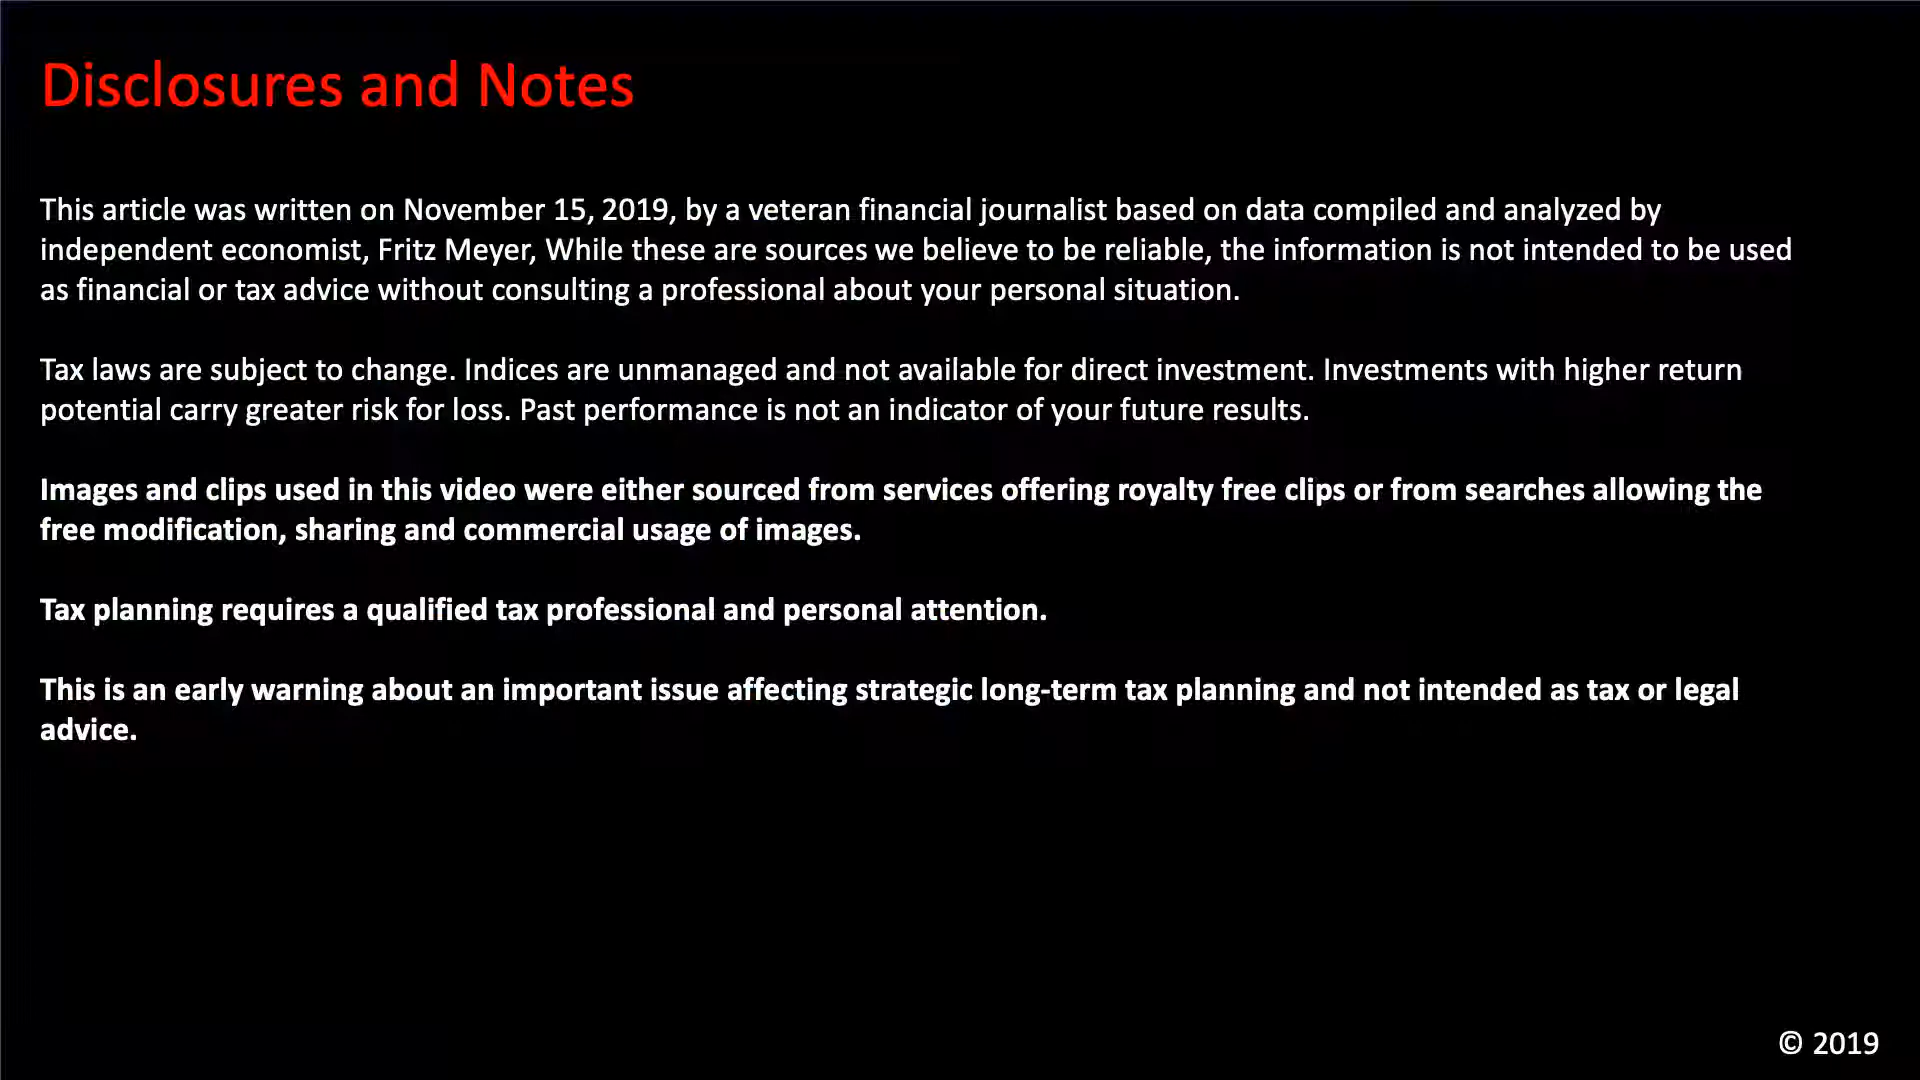 Disclosures and Notes
This article was written on November 15, 2019, by a veteran financial journalist based on data compiled and analyzed by
independent economist, Fritz Meyer, While these are sources we believe to be reliable, the information is not intended to be used
as financial or tax advice without consulting a professional about your personal situation.
Tax laws are subject to change. Indices are unmanaged and not available for direct investment. Investments with higher return
potential carry greater risk for loss. Past performance is not an indicator of your future results.
Images and clips used in this video were either sourced from services offering royalty free clips or from searches allowing the
free modification, sharing and commercial usage of images.
Tax planning requires a qualified tax professional and personal attention.
This is an early warning about an important issue affecting strategic long-term tax planning and not intended as tax or legal
advice.
© 2019